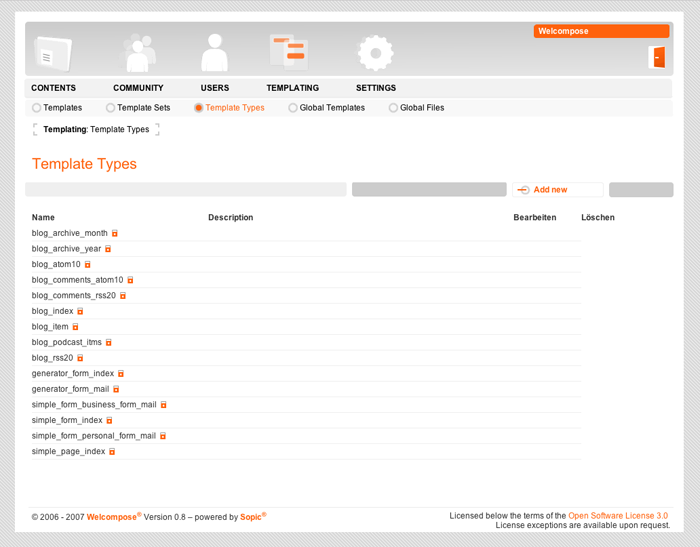 Welcompose
CONTENTS COMMUNITY USERS TEMPLATING SETTINGS
Templates Template Sets Template Types Global Templates Global Files
Templating: Template Types
Template Types
Add new
Name Description Bearbeiten Löschen
blog_archive_month
blog_archive_year
blog_atom10
blog_comments_atom10
blog_comments_rss20
blog_index
blog_item
blog_podcast_itms
blog_rss20
generator_form_index
generator_form_mail
simple_form_business_form_mail
simple_form_index
simple_form_personal_form_mail
simple_page_index
© 2006 - 2007 Welcompose® Version 0.8 – powered by Sopic®
Licensed below the terms of the Open Software License 3.0
License exceptions are available upon request.